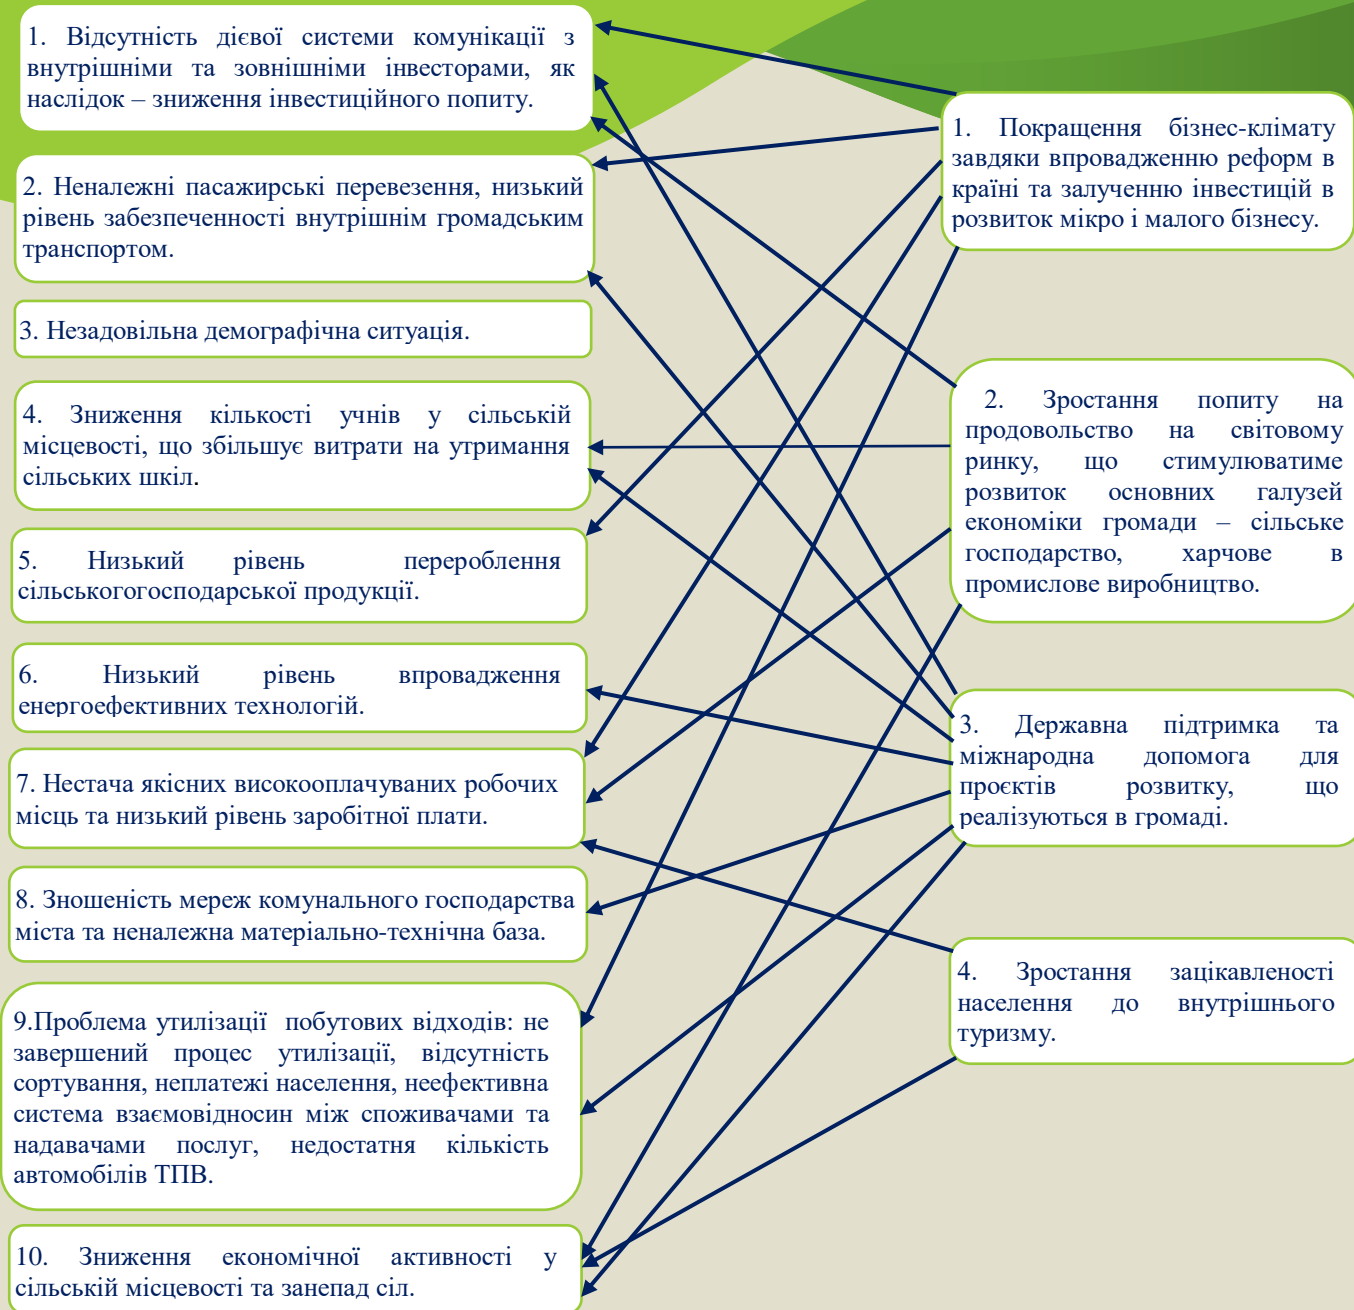 1. Відсутність дієвої системи комунікації з
внутрішніми та зовнішніми інвесторами, як
наслідок – зниження інвестиційного попиту.
2. Неналежні пасажирські перевезення, низький
рівень забезпеченності внутрішнім громадським
транспортом.
3. Незадовільна демографічна ситуація.
4. Зниження кількості учнів у сільській
місцевості, що збільшує витрати на утримання
сільських шкіл.
5. Низький рівень перероблення
сільськогогосподарської продукції.
6. Низький рівень впровадження
енергоефективних технологій.
7. Нестача якісних високооплачуваних робочих
місць та низький рівень заробітної плати.
8. Зношеність мереж комунального господарства
міста та неналежна матеріально-технічна база.
9.Проблема утилізації побутових відходів: не
завершений процес утилізації, відсутність
сортування, неплатежі населення, неефективна
система взаємовідносин між споживачами та
надавачами послуг, недостатня кількість
автомобілів ТПВ.
10. Зниження економічної активності у
сільській місцевості та занепад сіл.
1. Покращення бізнес-клімату
завдяки впровадженню реформ в
країні та залученню інвестицій в
розвиток мікро і малого бізнесу.
2. Зростання попиту на
продовольство на світовому
ринку, що стимулюватиме
розвиток основних галузей
економіки громади – сільське
господарство, харчове в
промислове виробництво.
3. Державна підтримка та
міжнародна допомога для
проєктів розвитку, що
реалізуються в громаді.
4. Зростання зацікавленості
населення до внутрішнього
туризму.